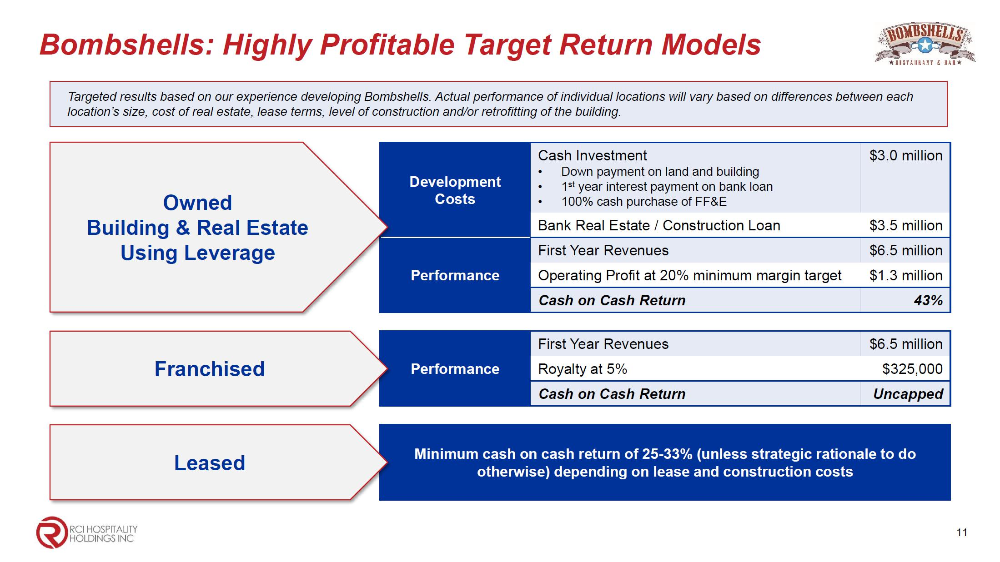 Bombshells: Highly Profitable Target Return Models
BOMBSHELLS
RESTAURANT & BAR
Targeted results based on our experience developing Bombshells. Actual performance of individual locations will vary based on differences between each
location's size, cost of real estate, lease terms, level of construction and/or retrofitting of the building.
Owned
Building & Real Estate
Using Leverage
Development
Costs
Cash Investment $3.0 million
• Down payment on land and building
• 1st year interest payment on bank loan
• 100% cash purchase of FF&E
Bank Real Estate / Construction Loan $3.5 million
Performance
First Year Revenues $6.5 million
Operating Profit at 20% minimum margin target $1.3 million
Cash on Cash Return 43%
Franchised
Performance
First Year Revenues $6.5 million
Royalty at 5% $325,000
Cash on Cash Return Uncapped
Leased
Minimum cash on cash return of 25-33% (unless strategic rationale to do
otherwise) depending on lease and construction costs
RCI HOSPITALITY
HOLDINGS INC
11